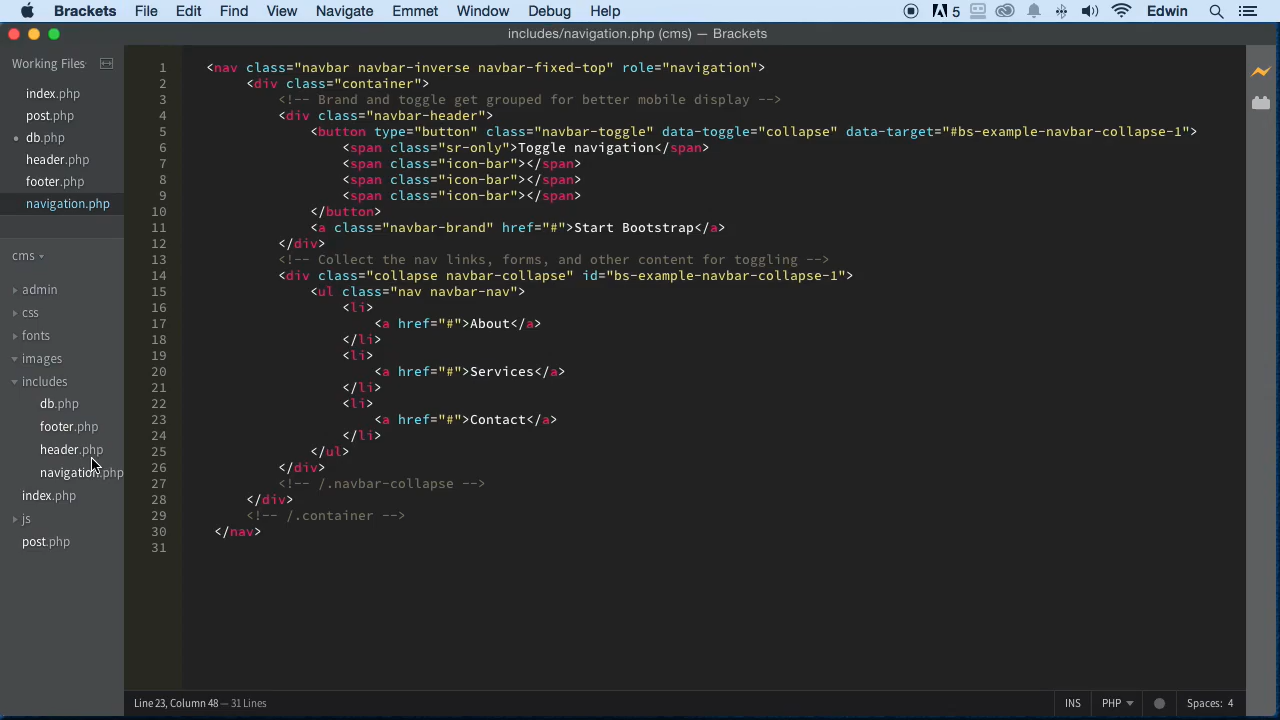 Brackets File Edit Find View Navigate Emmet Window Debug Help 5 Edwin
includes/navigation.php (cms) — Brackets
Working Files
index.php
post.php
db.php
header.php
footer.php
navigation.php
cms
admin
css
fonts
images
includes
db.php
footer.php
header.php
navigation.php
index.php
js
post.php
1 <nav class="navbar navbar-inverse navbar-fixed-top" role="navigation">
2 <div class="container">
3 <!-- Brand and toggle get grouped for better mobile display -->
4 <div class="navbar-header">
5 <button type="button" class="navbar-toggle" data-toggle="collapse" data-target="#bs-example-navbar-collapse-1">
6 <span class="sr-only">Toggle navigation</span>
7 <span class="icon-bar"></span>
8 <span class="icon-bar"></span>
9 <span class="icon-bar"></span>
10 </button>
11 <a class="navbar-brand" href="#">Start Bootstrap</a>
12 </div>
13 <!-- Collect the nav links, forms, and other content for toggling -->
14 <div class="collapse navbar-collapse" id="bs-example-navbar-collapse-1">
15 <ul class="nav navbar-nav">
16 <li>
17 <a href="#">About</a>
18 </li>
19 <li>
20 <a href="#">Services</a>
21 </li>
22 <li>
23 <a href="#">Contact</a>
24 </li>
25 </ul>
26 </div>
27 <!-- /.navbar-collapse -->
28 </div>
29 <!-- /.container -->
30 </nav>
31
Line 23, Column 48 — 31 Lines INS PHP Spaces: 4